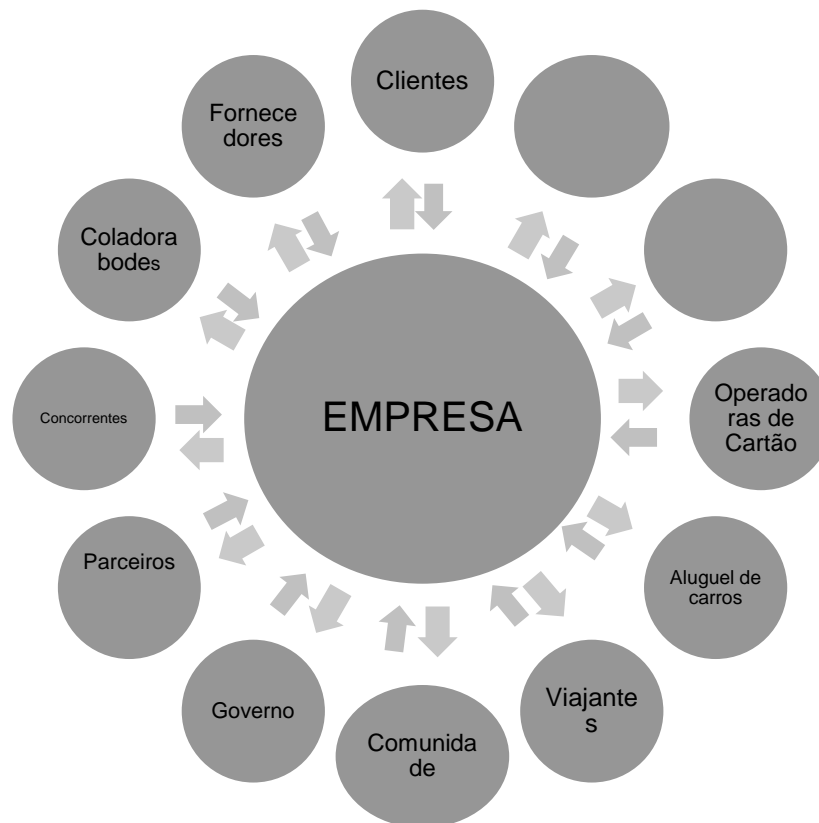 Clientes
Fornece
dores
Coladora
bodes
Concorrentes
Parceiros
Governo
Comunida
de
Viajante
s
Aluguel de
carros
Operado
ras de
Cartão
EMPRESA